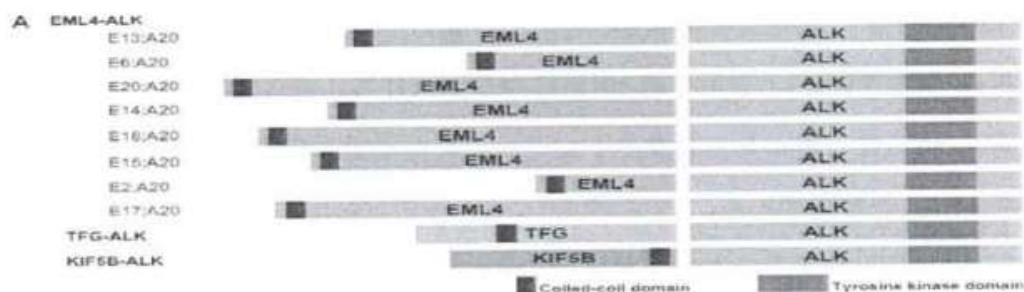 A EML4-ALK
E13;A20 EML4 ALK
E6;A20 EML4 ALK
E20;A20 EML4 ALK
E14;A20 EML4 ALK
E18;A20 EML4 ALK
E15;A20 EML4 ALK
E2;A20 EML4 ALK
E17;A20 EML4 ALK
TFG-ALK TFG ALK
KIF5B-ALK KIF5B ALK
Coiled-coil domain Tyrosine kinase domain